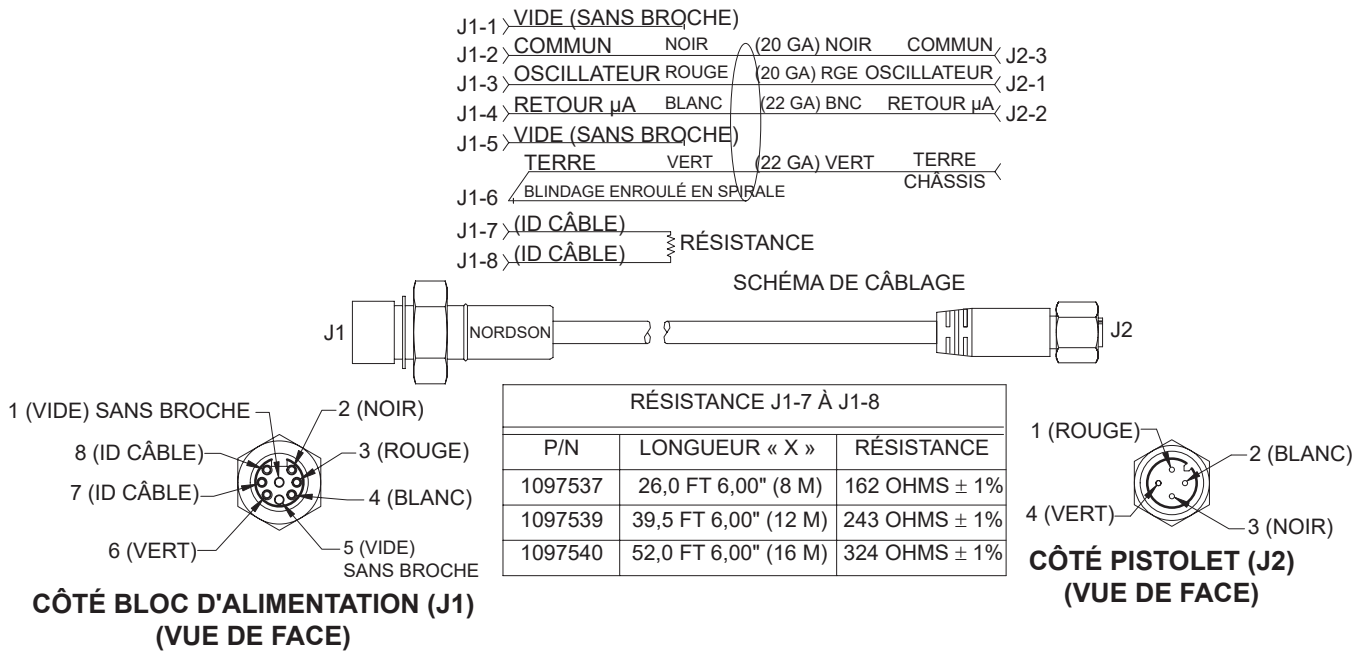 J1-1 VIDE (SANS BROCHE)
J1-2 COMMUN NOIR (20 GA) NOIR COMMUN J2-3
J1-3 OSCILLATEUR ROUGE (20 GA) RGE OSCILLATEUR J2-1
J1-4 RETOUR µA BLANC (22 GA) BNC RETOUR µA J2-2
J1-5 VIDE (SANS BROCHE)
TERRE VERT (22 GA) VERT TERRE
CHÂSSIS
J1-6 BLINDAGE ENROULÉ EN SPIRALE
J1-7 (ID CÂBLE)
J1-8 (ID CÂBLE)
RÉSISTANCE
SCHÉMA DE CÂBLAGE
J1
NORDSON
J2
1 (VIDE) SANS BROCHE
2 (NOIR)
8 (ID CÂBLE)
3 (ROUGE)
7 (ID CÂBLE)
4 (BLANC)
6 (VERT)
5 (VIDE)
SANS BROCHE
CÔTÉ BLOC D'ALIMENTATION (J1)
(VUE DE FACE)
RÉSISTANCE J1-7 À J1-8
P/N LONGUEUR « X » RÉSISTANCE
1097537 26,0 FT 6,00" (8 M) 162 OHMS ± 1%
1097539 39,5 FT 6,00" (12 M) 243 OHMS ± 1%
1097540 52,0 FT 6,00" (16 M) 324 OHMS ± 1%
1 (ROUGE)
2 (BLANC)
4 (VERT)
3 (NOIR)
CÔTÉ PISTOLET (J2)
(VUE DE FACE)